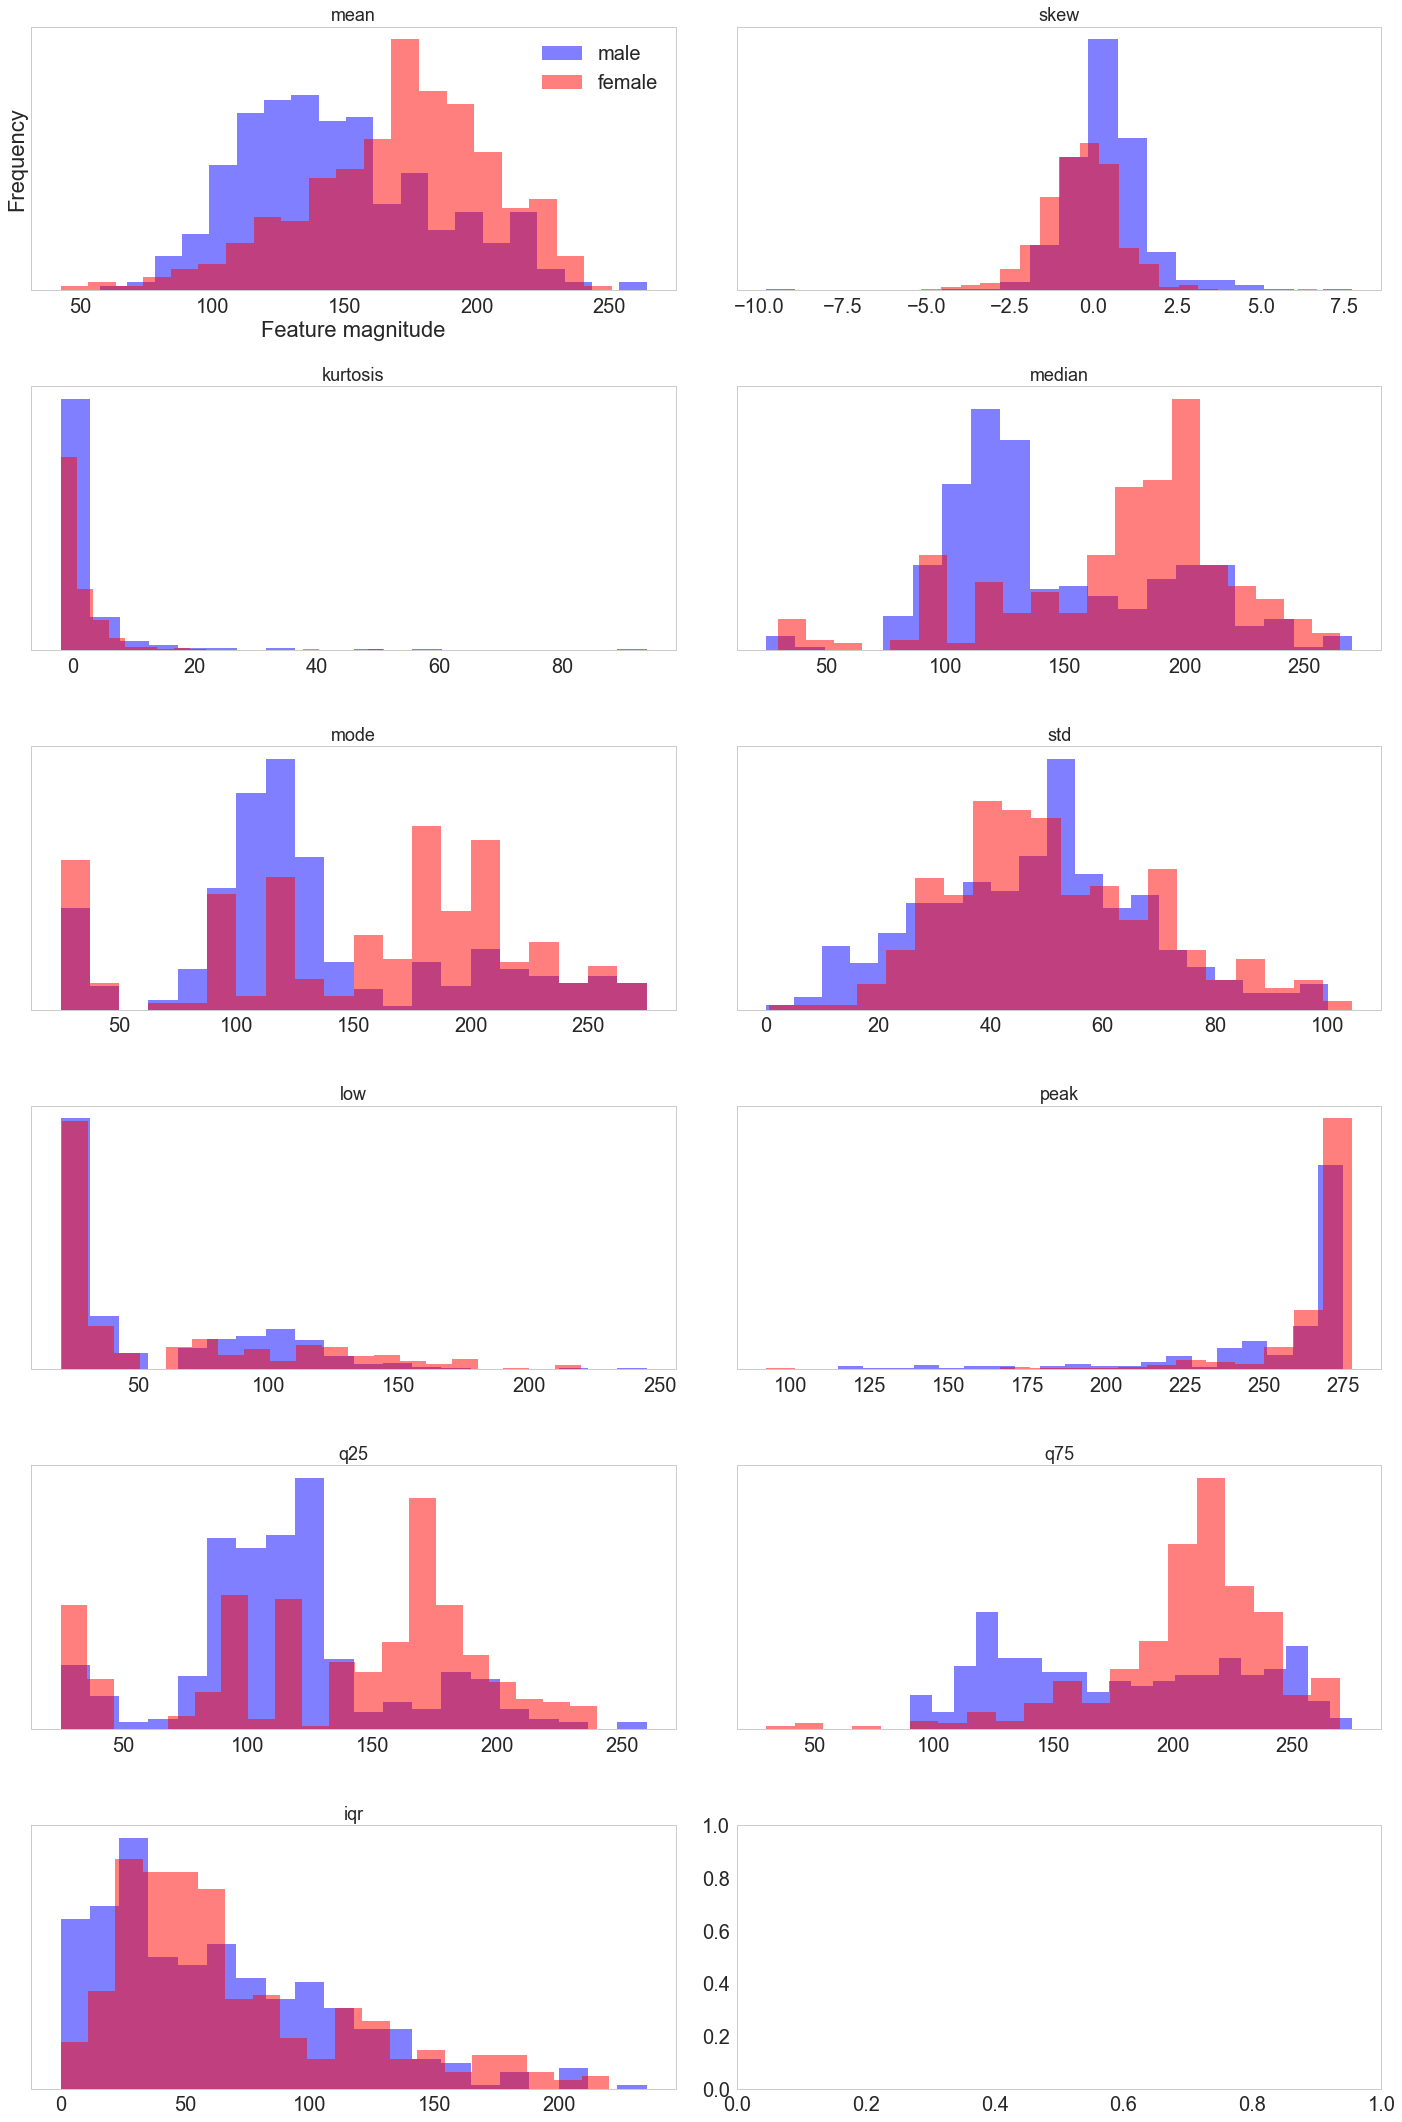 mean
male
female
Frequency
50 100 150 200 250
Feature magnitude
skew
−10.0 −7.5 −5.0 −2.5 0.0 2.5 5.0 7.5
kurtosis
0 20 40 60 80
median
50 100 150 200 250
mode
50 100 150 200 250
std
0 20 40 60 80 100
low
50 100 150 200 250
peak
100 125 150 175 200 225 250 275
q25
50 100 150 200 250
q75
50 100 150 200 250
iqr
0 50 100 150 200
1.0
0.8
0.6
0.4
0.2
0.0
0.0 0.2 0.4 0.6 0.8 1.0